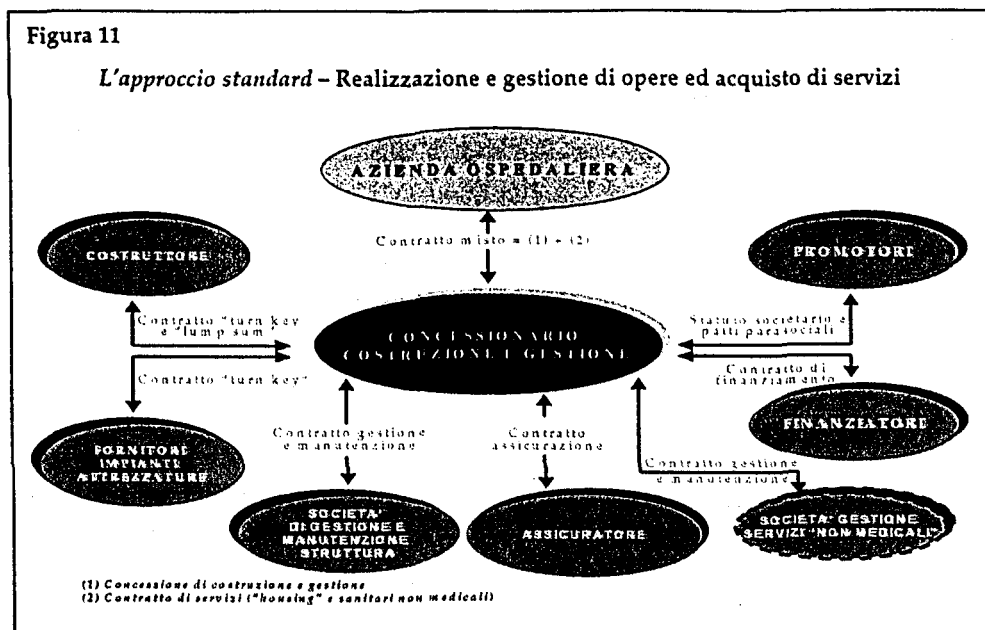 Figura 11
L'approccio standard – Realizzazione e gestione di opere ed acquisto di servizi
AZIENDA OSPEDALIERA
Contratto misto = (1) + (2)
COSTRUTTORE
PROMOTORI
Contratto "turn key
e "lump sum"
CONCESSIONARIO
COSTRUZIONE E GESTIONE
Statuto societario e
patti parasociali
Contratto "turn key"
Contratto di
finanziamento
FORNITORE
IMPIANTI
ATTREZZATURE
Contratto gestione
e manutenzione
Contratto
assicurazione
FINANZIATORE
Contratto gestione
e manutenzione
SOCIETA'
DI GESTIONE E
MANUTENZIONE
STRUTTURA
ASSICURATORE
SOCIETA' GESTIONE
SERVIZI "NON MEDICALI"
(1) Concessione di costruzione e gestione
(2) Contratto di servizi ("housing" e sanitari non medicali)